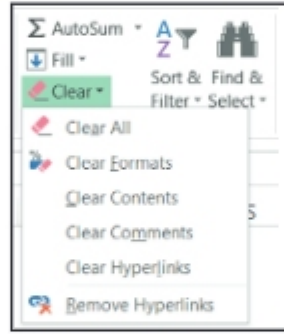 Σ AutoSum
Fill
Clear
Sort & Filter
Find & Select
Clear All
Clear Formats
Clear Contents
Clear Comments
Clear Hyperlinks
Remove Hyperlinks